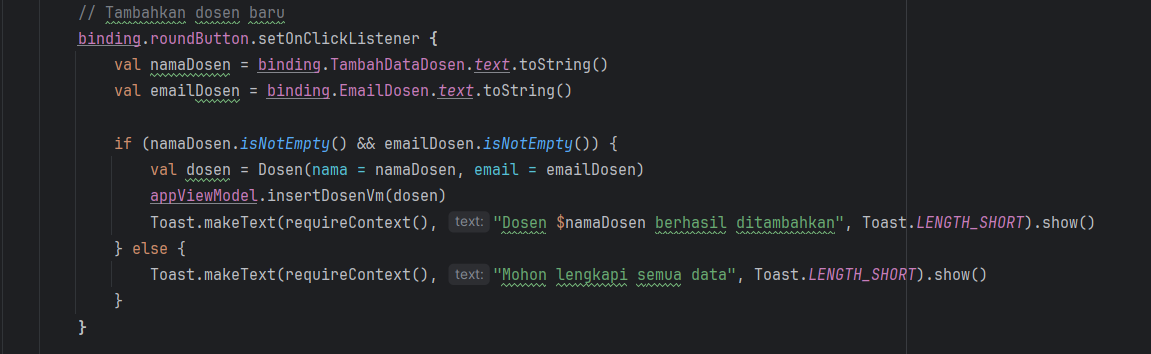 // Tambahkan dosen baru
binding.roundButton.setOnClickListener {
val namaDosen = binding.TambahDataDosen.text.toString()
val emailDosen = binding.EmailDosen.text.toString()
if (namaDosen.isNotEmpty() && emailDosen.isNotEmpty()) {
val dosen = Dosen(nama = namaDosen, email = emailDosen)
appViewModel.insertDosenVm(dosen)
Toast.makeText(requireContext(), text: "Dosen $namaDosen berhasil ditambahkan", Toast.LENGTH_SHORT).show()
} else {
Toast.makeText(requireContext(), text: "Mohon lengkapi semua data", Toast.LENGTH_SHORT).show()
}
}